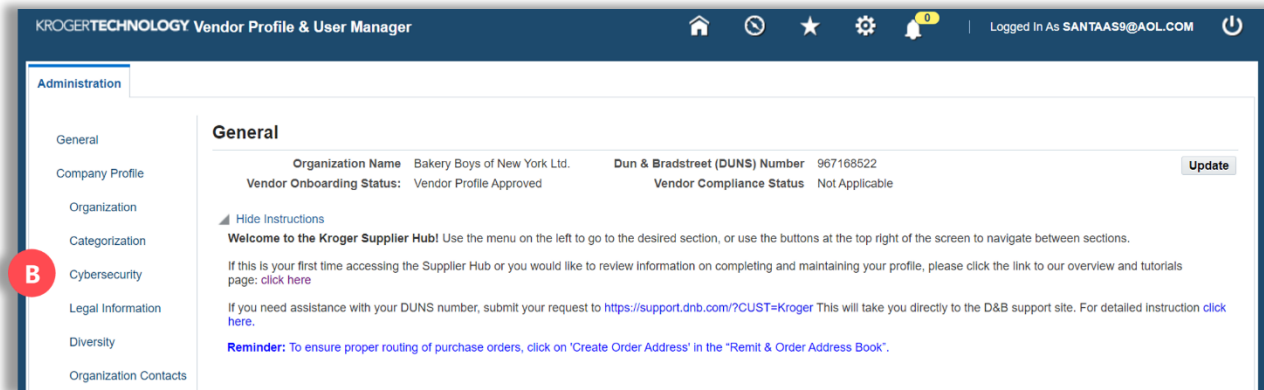 KROGERTECHNOLOGY. Vendor Profile & User Manager
0
Logged In As SANTAAS9@AOL.COM
Administration
General
Company Profile
Organization
Categorization
B
Cybersecurity
Legal Information
Diversity
Organization Contacts
General
Organization Name Bakery Boys of New York Ltd. Dun & Bradstreet (DUNS) Number 967168522
Update
Vendor Onboarding Status: Vendor Profile Approved Vendor Compliance Status Not Applicable
Hide Instructions
Welcome to the Kroger Supplier Hub! Use the menu on the left to go to the desired section, or use the buttons at the top right of the screen to navigate between sections.
If this is your first time accessing the Supplier Hub or you would like to review information on completing and maintaining your profile, please click the link to our overview and tutorials
page: click here
If you need assistance with your DUNS number, submit your request to https://support.dnb.com/?CUST=Kroger This will take you directly to the D&B support site. For detailed instruction click
here.
Reminder: To ensure proper routing of purchase orders, click on 'Create Order Address' in the “Remit & Order Address Book”.